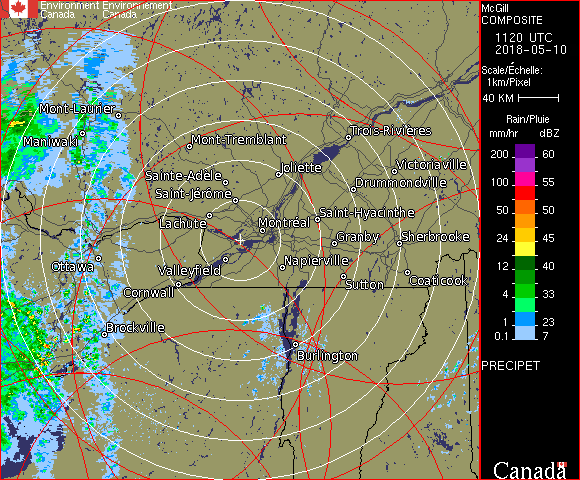 Environment Environnement
Canada Canada
McGill
COMPOSITE
1120 UTC
2018-05-10
Scale/Échelle:
1km/Pixel
40 KM
Rain/Pluie
mm/hr dBZ
200 60
150 57
100 55
50 50
24 45
12 40
4 33
1 23
0.1 7
PRECIPET
Canada
Mont-Laurier
Maniwaki
Mont-Tremblant
Trois-Rivières
Joliette
Victoriaville
Sainte-Adèle
Drummondville
Saint-Jérôme
Lachute
Saint-Hyacinthe
Montréal
Granby
Sherbrooke
Ottawa
Valleyfield
Napierville
Cornwall
Sutton
Coaticook
Brockville
Burlington